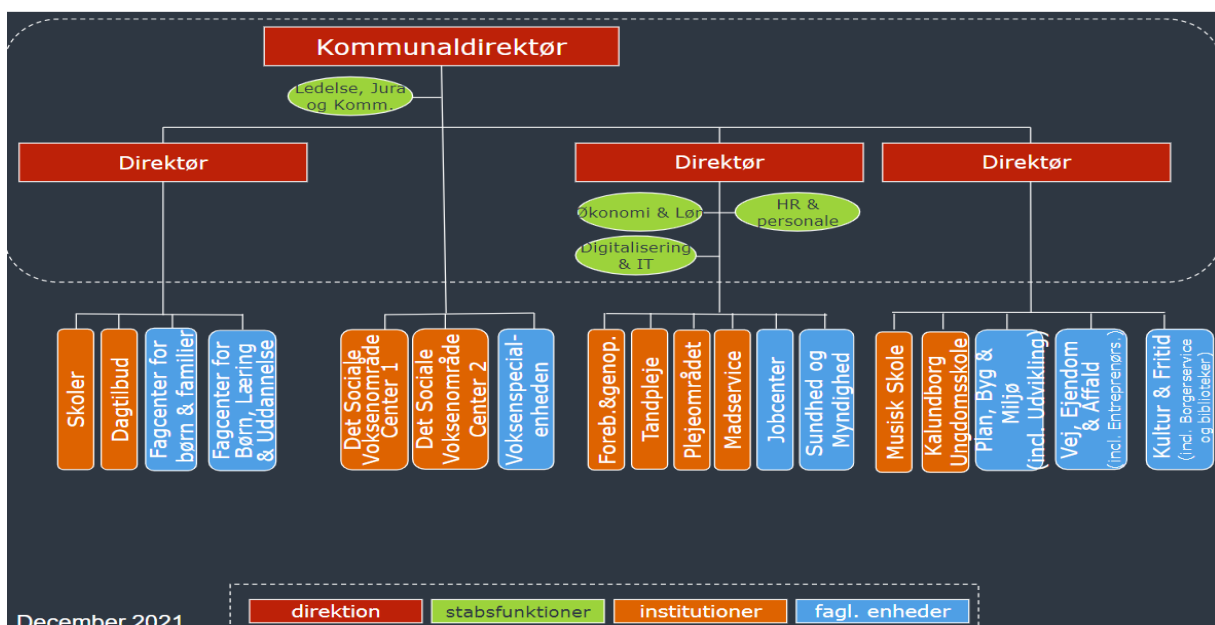 Kommunaldirektør
Ledelse, Jura
og Komm.
Direktør
Direktør
Direktør
Økonomi & Løn
HR &
personale
Digitalisering
& IT
Skoler
Dagtilbud
Fagcenter for
børn & familier
Fagcenter for
Børn, Læring
& Uddannelse
Det Sociale
Voksenområde
Center 1
Det Sociale
Voksenområde
Center 2
Voksenspecial-
enheden
Foreb.&genop.
Tandpleje
Plejeområdet
Madservice
Jobcenter
Sundhed og
Myndighed
Musisk Skole
Kalundborg
Ungdomsskole
Plan, Byg &
Miljø
(incl. Udvikling)
Vej, Ejendom
& Affald
(incl. Entreprenørs.)
Kultur & Fritid
(incl. Borgerservice
og biblioteker)
direktion
stabsfunktioner
institutioner
fagl. enheder
December 2021